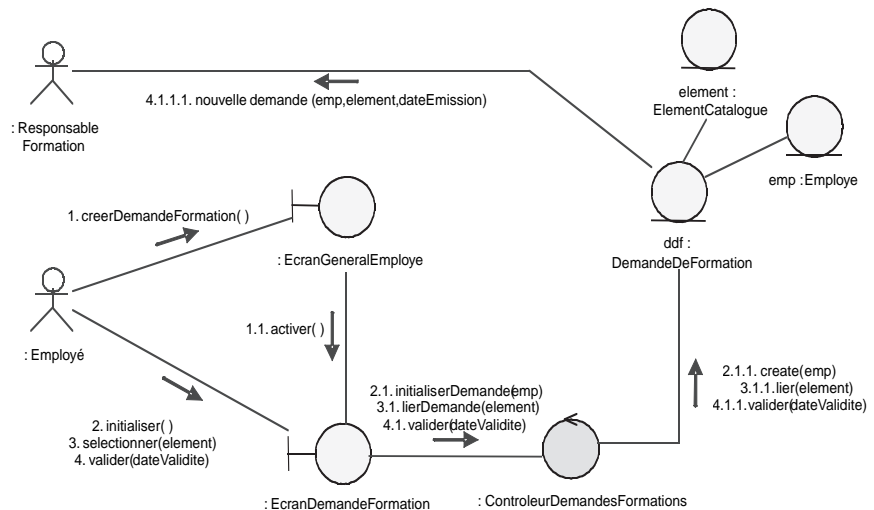 element :
ElementCatalogue
4.1.1.1. nouvelle demande (emp,element,dateEmission)
: Responsable
Formation
emp :Employe
1. creerDemandeFormation( )
ddf :
DemandeDeFormation
: EcranGeneralEmploye
1.1. activer( )
: Employé
2. initialiser( )
3. selectionner(element)
4. valider(dateValidite)
2.1. initialiserDemande(emp)
3.1. lierDemande(element)
4.1. valider(dateValidite)
2.1.1. create(emp)
3.1.1. lier(element)
4.1.1. valider(dateValidite)
: EcranDemandeFormation
: ControleurDemandesFormations